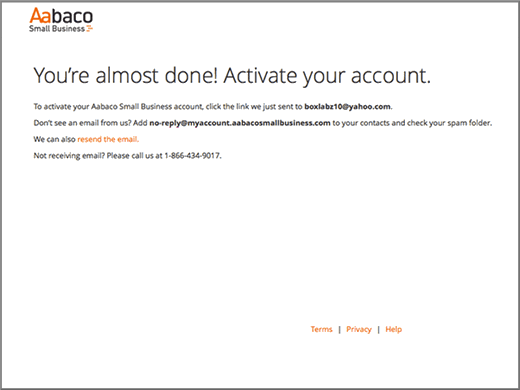 Aabaco
Small Business
You're almost done! Activate your account.
To activate your Aabaco Small Business account, click the link we just sent to boxlabz10@yahoo.com.
Don't see an email from us? Add no-reply@myaccount.aabacosmallbusiness.com to your contacts and check your spam folder.
We can also resend the email.
Not receiving email? Please call us at 1-866-434-9017.
Terms | Privacy | Help